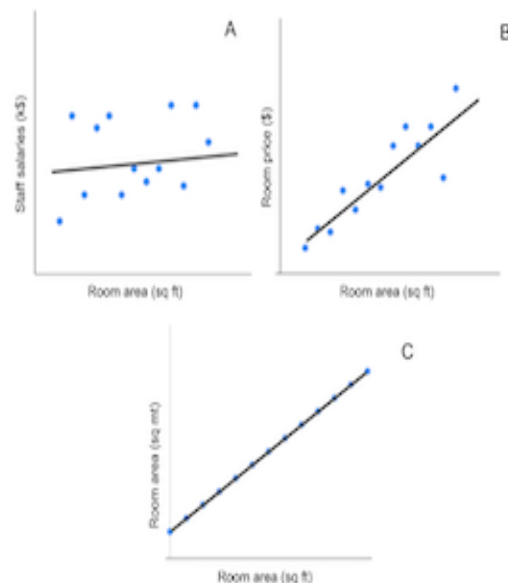 A
Staff salaries (k$)
Room area (sq ft)
B
Room price ($)
Room area (sq ft)
C
Room area (sq mt)
Room area (sq ft)